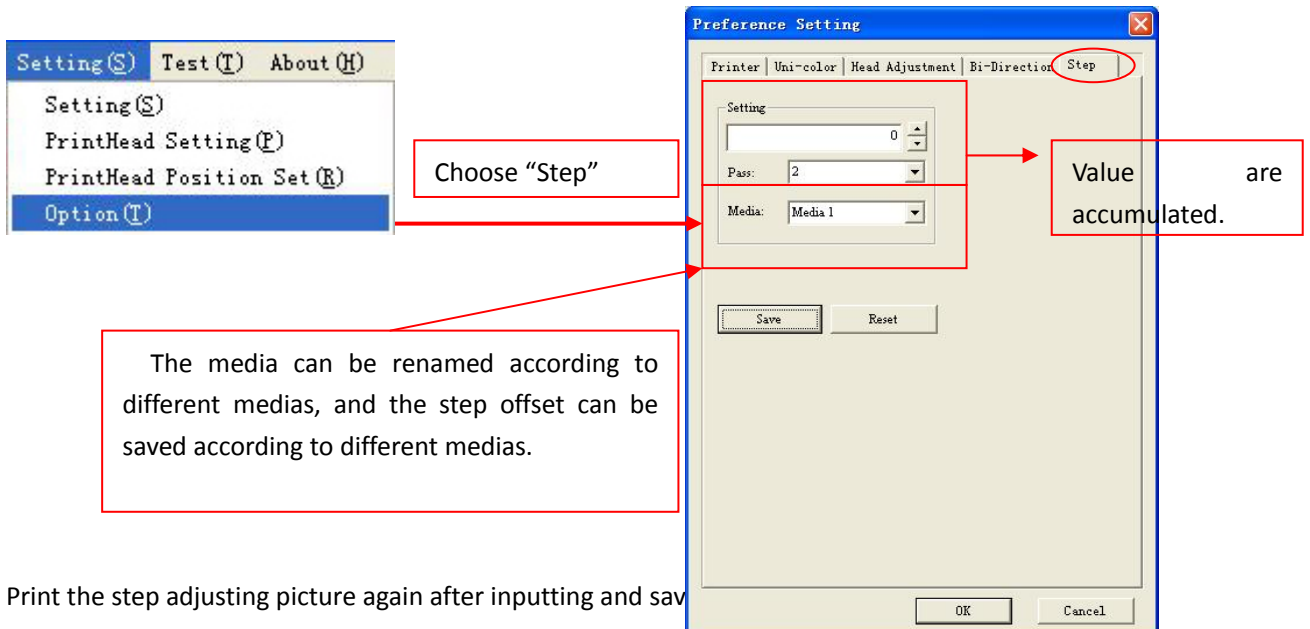 Preference Setting
Setting(S) Test(T) About(H)
Setting(S)
PrintHead Setting(P)
PrintHead Position Set(R)
Option(T)
Choose “Step”
Printer Uni-color Head Adjustment Bi-Direction Step
Setting
0
Pass: 2
Media: Media 1
Save Reset
Value are
accumulated.
The media can be renamed according to
different medias, and the step offset can be
saved according to different medias.
Print the step adjusting picture again after inputting and sav
OK Cancel